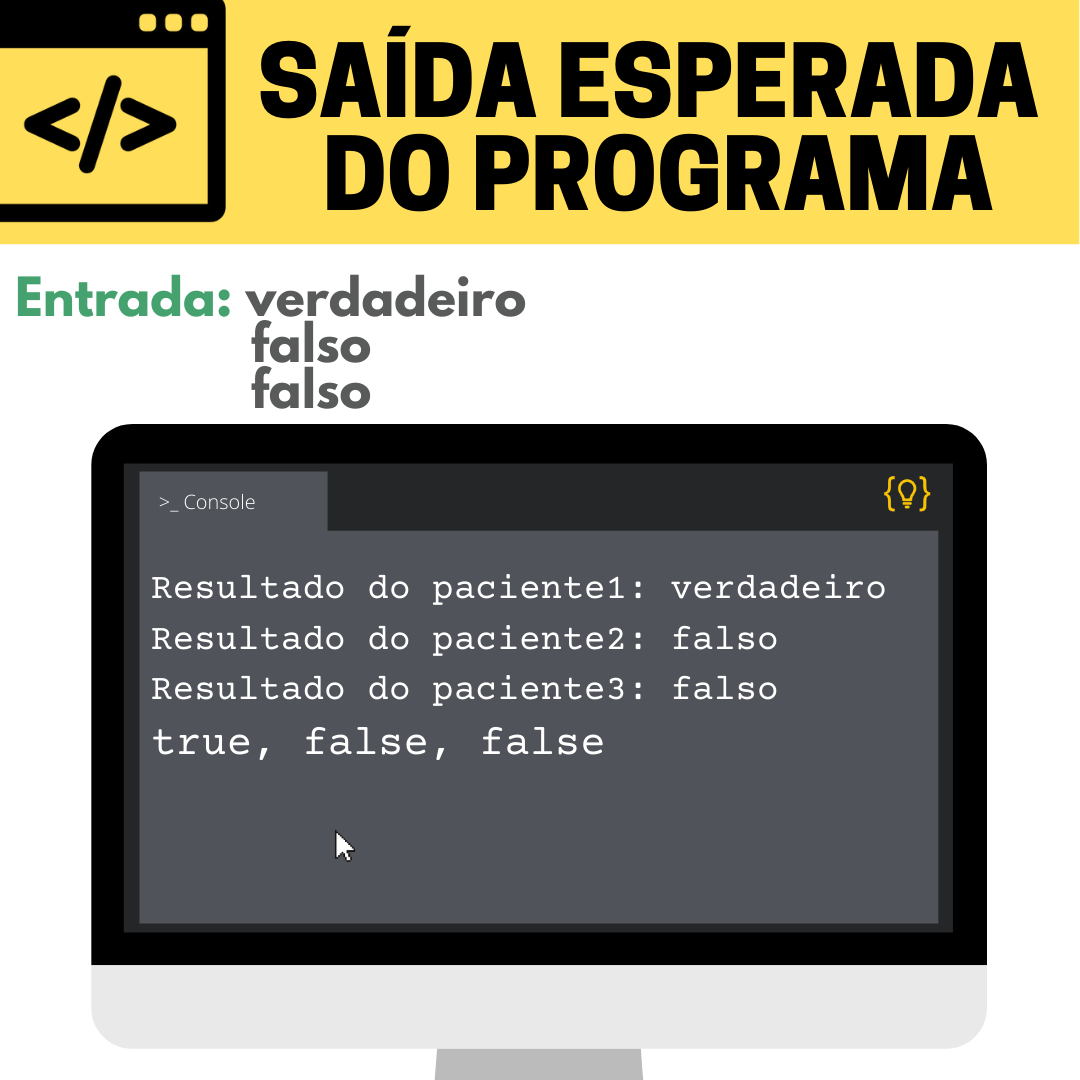 </>
SAÍDA ESPERADA
DO PROGRAMA
Entrada: verdadeiro
falso
falso
>_ Console
Resultado do paciente1: verdadeiro
Resultado do paciente2: falso
Resultado do paciente3: falso
true, false, false